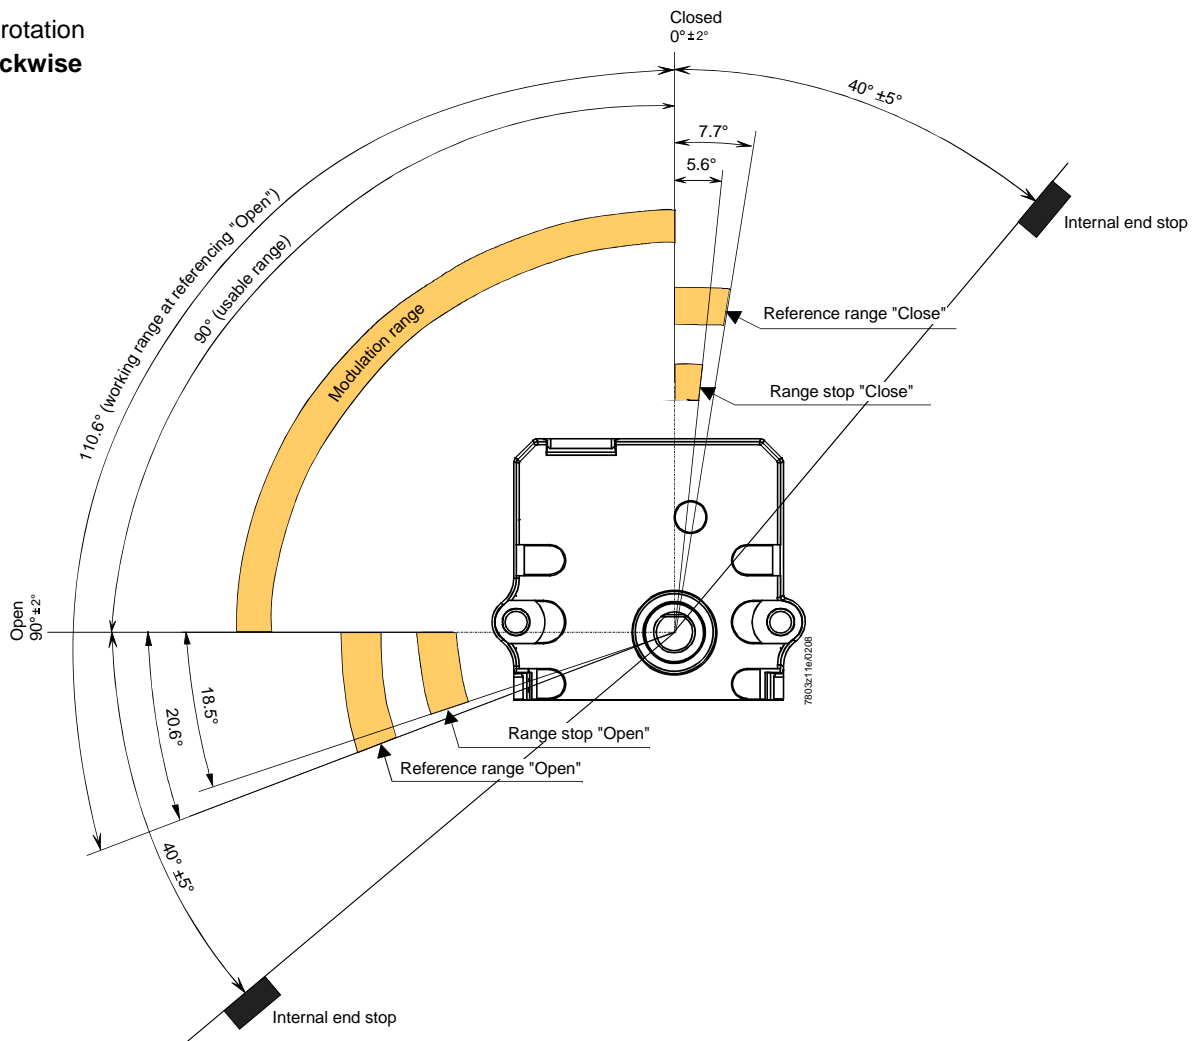 rotation
ckwise
Closed
0°±2°
40° ±5°
7.7°
5.6°
Internal end stop
110.6° (working range at referencing "Open")
90° (usable range)
Modulation range
Reference range "Close"
Range stop "Close"
Open
90°±2°
7803z11e/0208
18.5°
20.6°
Range stop "Open"
Reference range "Open"
40° ±5°
Internal end stop